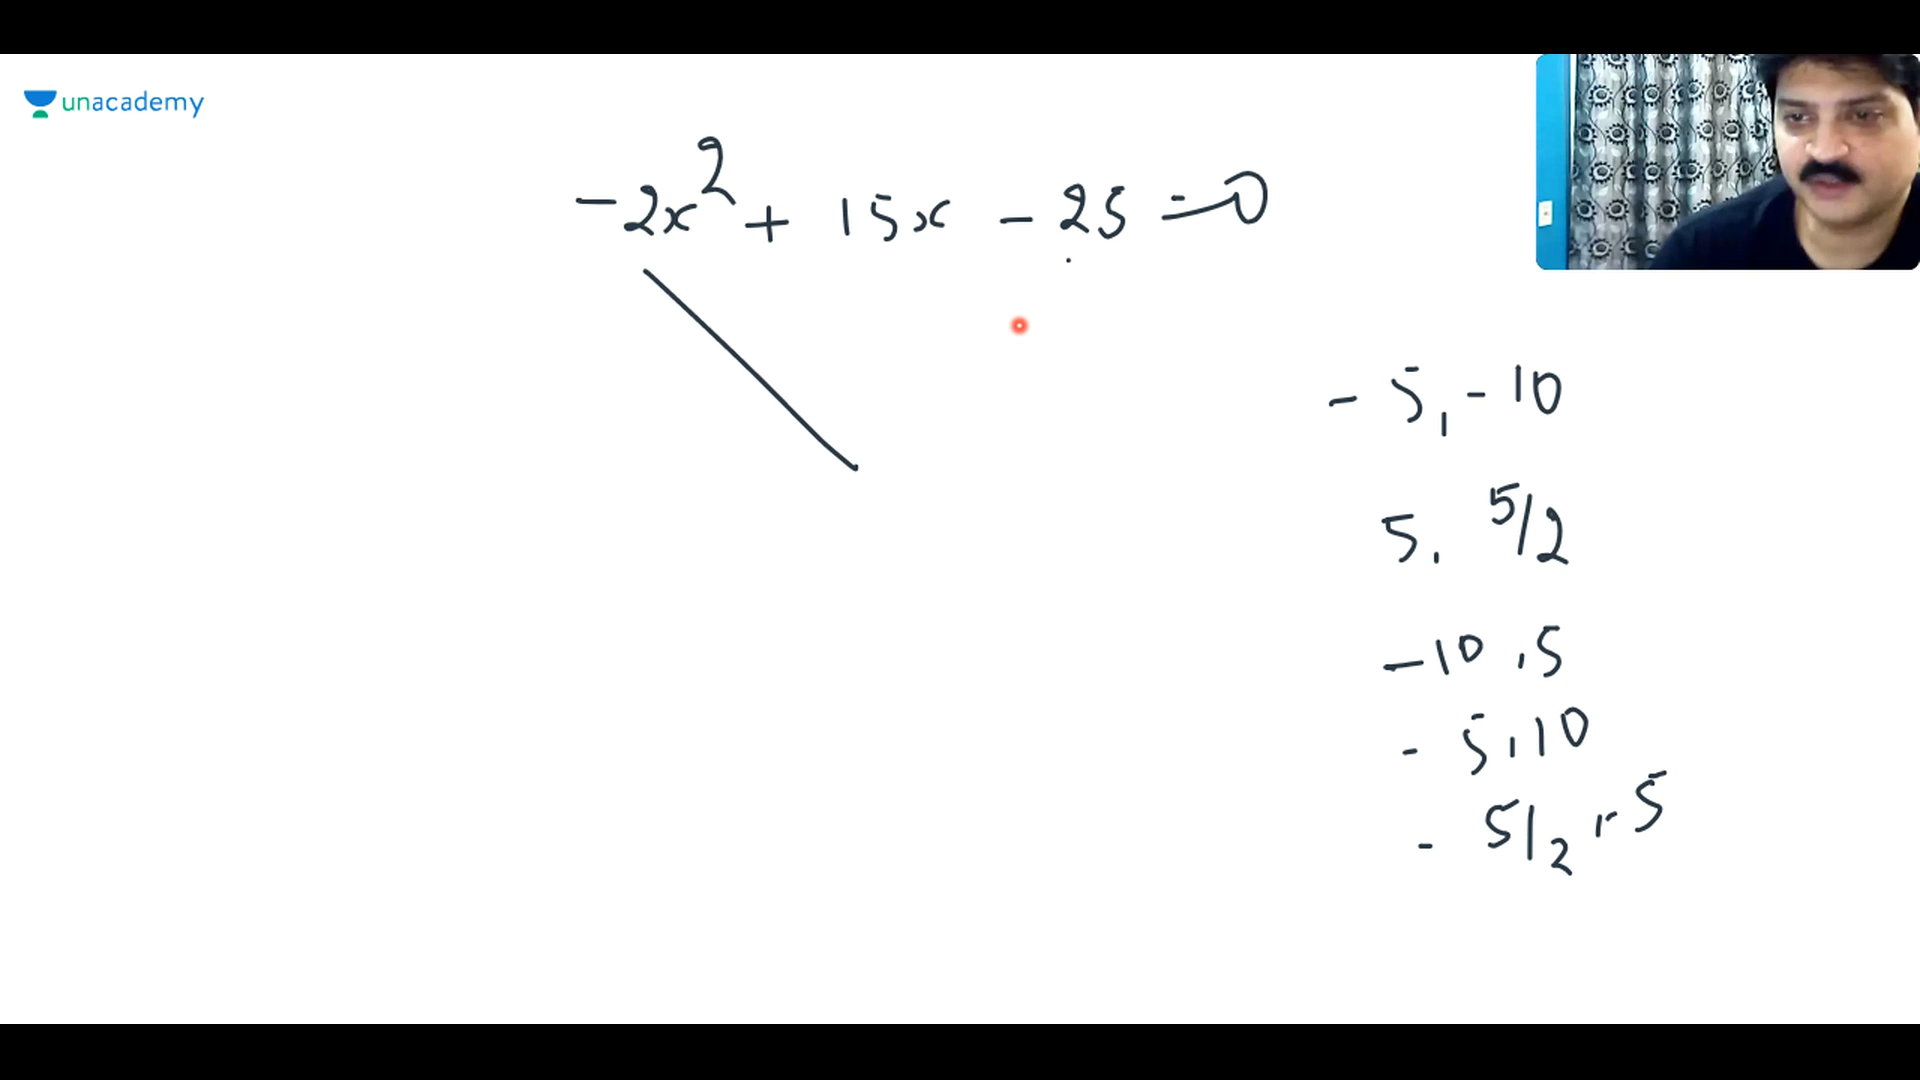 unacademy
-2x² + 15x - 25 = 0
- 5, - 10
5, 5/2
-10, 5
- 5, 10
- 5/2, - 5